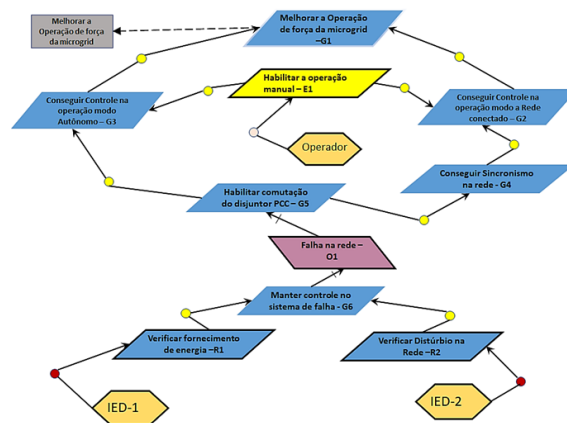 Melhorar a
Operação de força
da microgrid
Melhorar a Operação
de força da microgrid
–G1
Habilitar a operação
manual – E1
Conseguir Controle na
operação modo
Autônomo – G3
Conseguir Controle na
operação modo a Rede
conectado – G2
Operador
Conseguir Sincronismo
na rede - G4
Habilitar comutação
do disjuntor PCC – G5
Falha na rede –
O1
Manter controle no
sistema de falha - G6
Verificar fornecimento
de energia –R1
Verificar Distúrbio na
Rede –R2
IED-1
IED-2